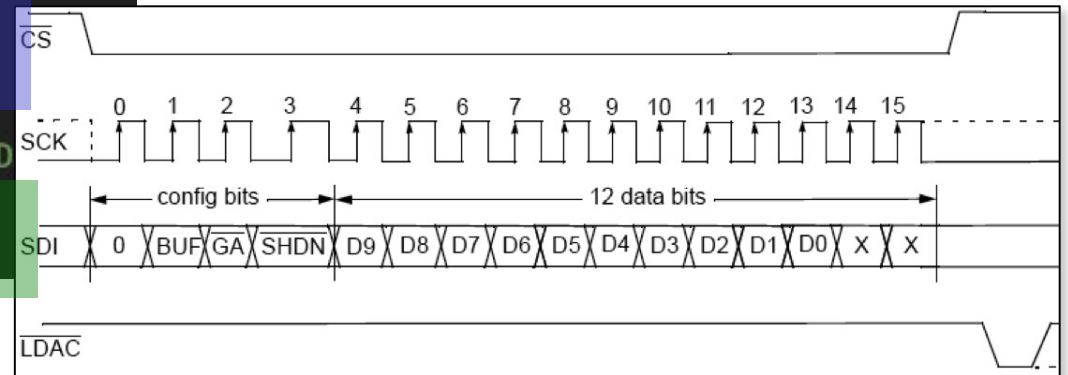 CS
0 1 2 3 4 5 6 7 8 9 10 11 12 13 14 15
SCK
D
config bits 12 data bits
SDI 0 BUF GA SHDN D9 D8 D7 D6 D5 D4 D3 D2 D1 D0 X X
LDAC